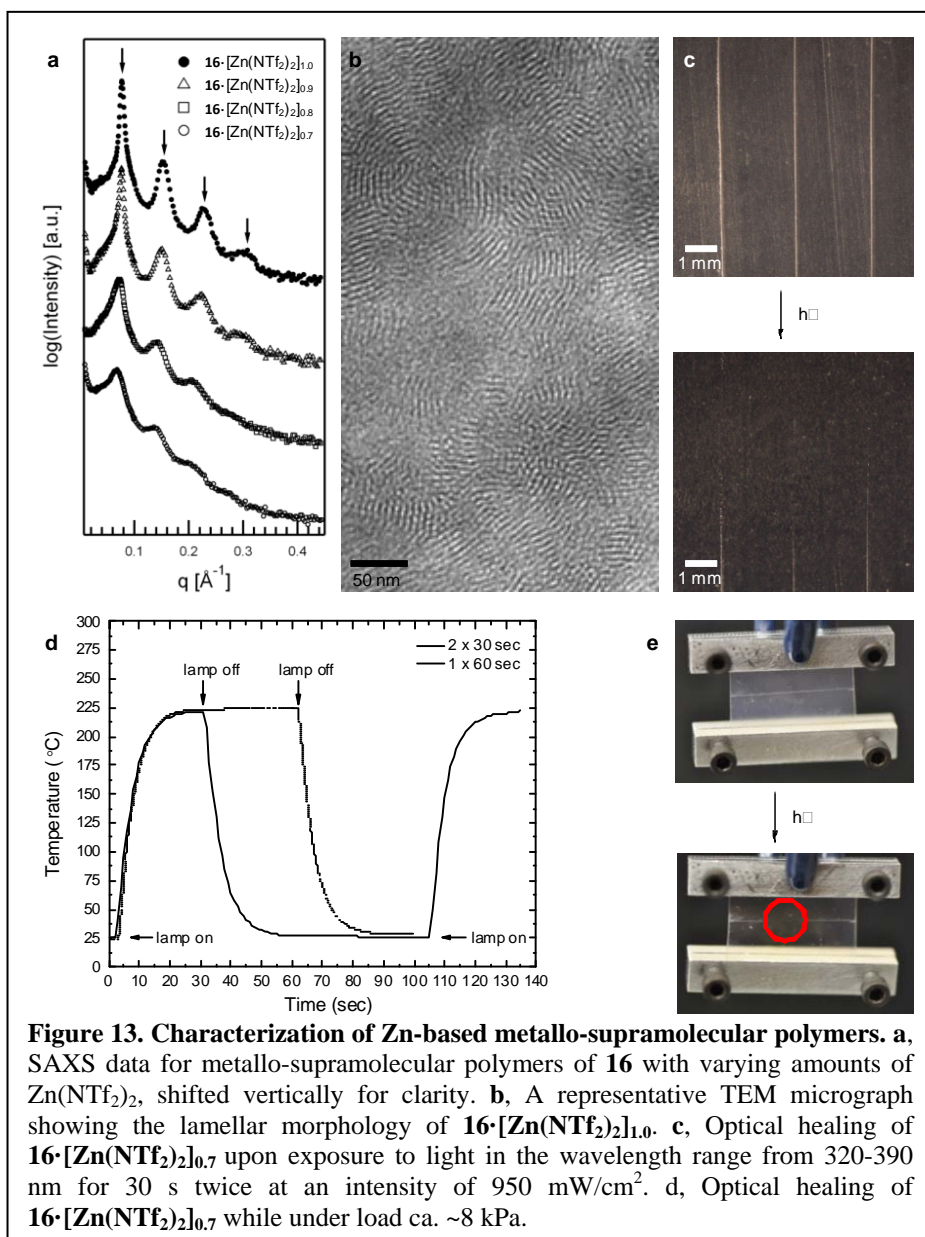 a
16·[Zn(NTf₂)₂]₁.₀
16·[Zn(NTf₂)₂]₀.₉
16·[Zn(NTf₂)₂]₀.₈
16·[Zn(NTf₂)₂]₀.₇
log(Intensity) [a.u.]
0.1 0.2 0.3 0.4
q [Å⁻¹]
b
50 nm
c
1 mm
h□
1 mm
d
2 x 30 sec
1 x 60 sec
lamp off lamp off
300
275
250
225
200
175
150
125
100
75
50
25
0
Temperature (°C)
lamp on lamp on
0 10 20 30 40 50 60 70 80 90 100 110 120 130 140
Time (sec)
e
h□
Figure 13. Characterization of Zn-based metallo-supramolecular polymers. a,
SAXS data for metallo-supramolecular polymers of 16 with varying amounts of
Zn(NTf₂)₂, shifted vertically for clarity. b, A representative TEM micrograph
showing the lamellar morphology of 16·[Zn(NTf₂)₂]₁.₀. c, Optical healing of
16·[Zn(NTf₂)₂]₀.₇ upon exposure to light in the wavelength range from 320-390
nm for 30 s twice at an intensity of 950 mW/cm². d, Optical healing of
16·[Zn(NTf₂)₂]₀.₇ while under load ca. ~8 kPa.